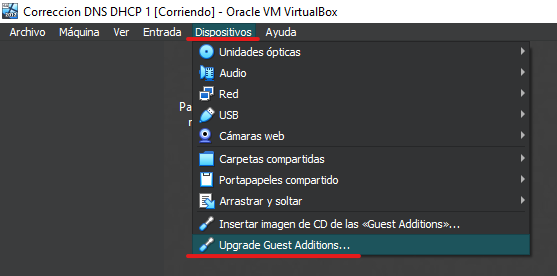 Correccion DNS DHCP 1 [Corriendo] - Oracle VM VirtualBox
Archivo Máquina Ver Entrada Dispositivos Ayuda
Unidades ópticas
Audio
Red
USB
Cámaras web
Carpetas compartidas
Portapapeles compartido
Arrastrar y soltar
Insertar imagen de CD de las «Guest Additions»...
Upgrade Guest Additions...